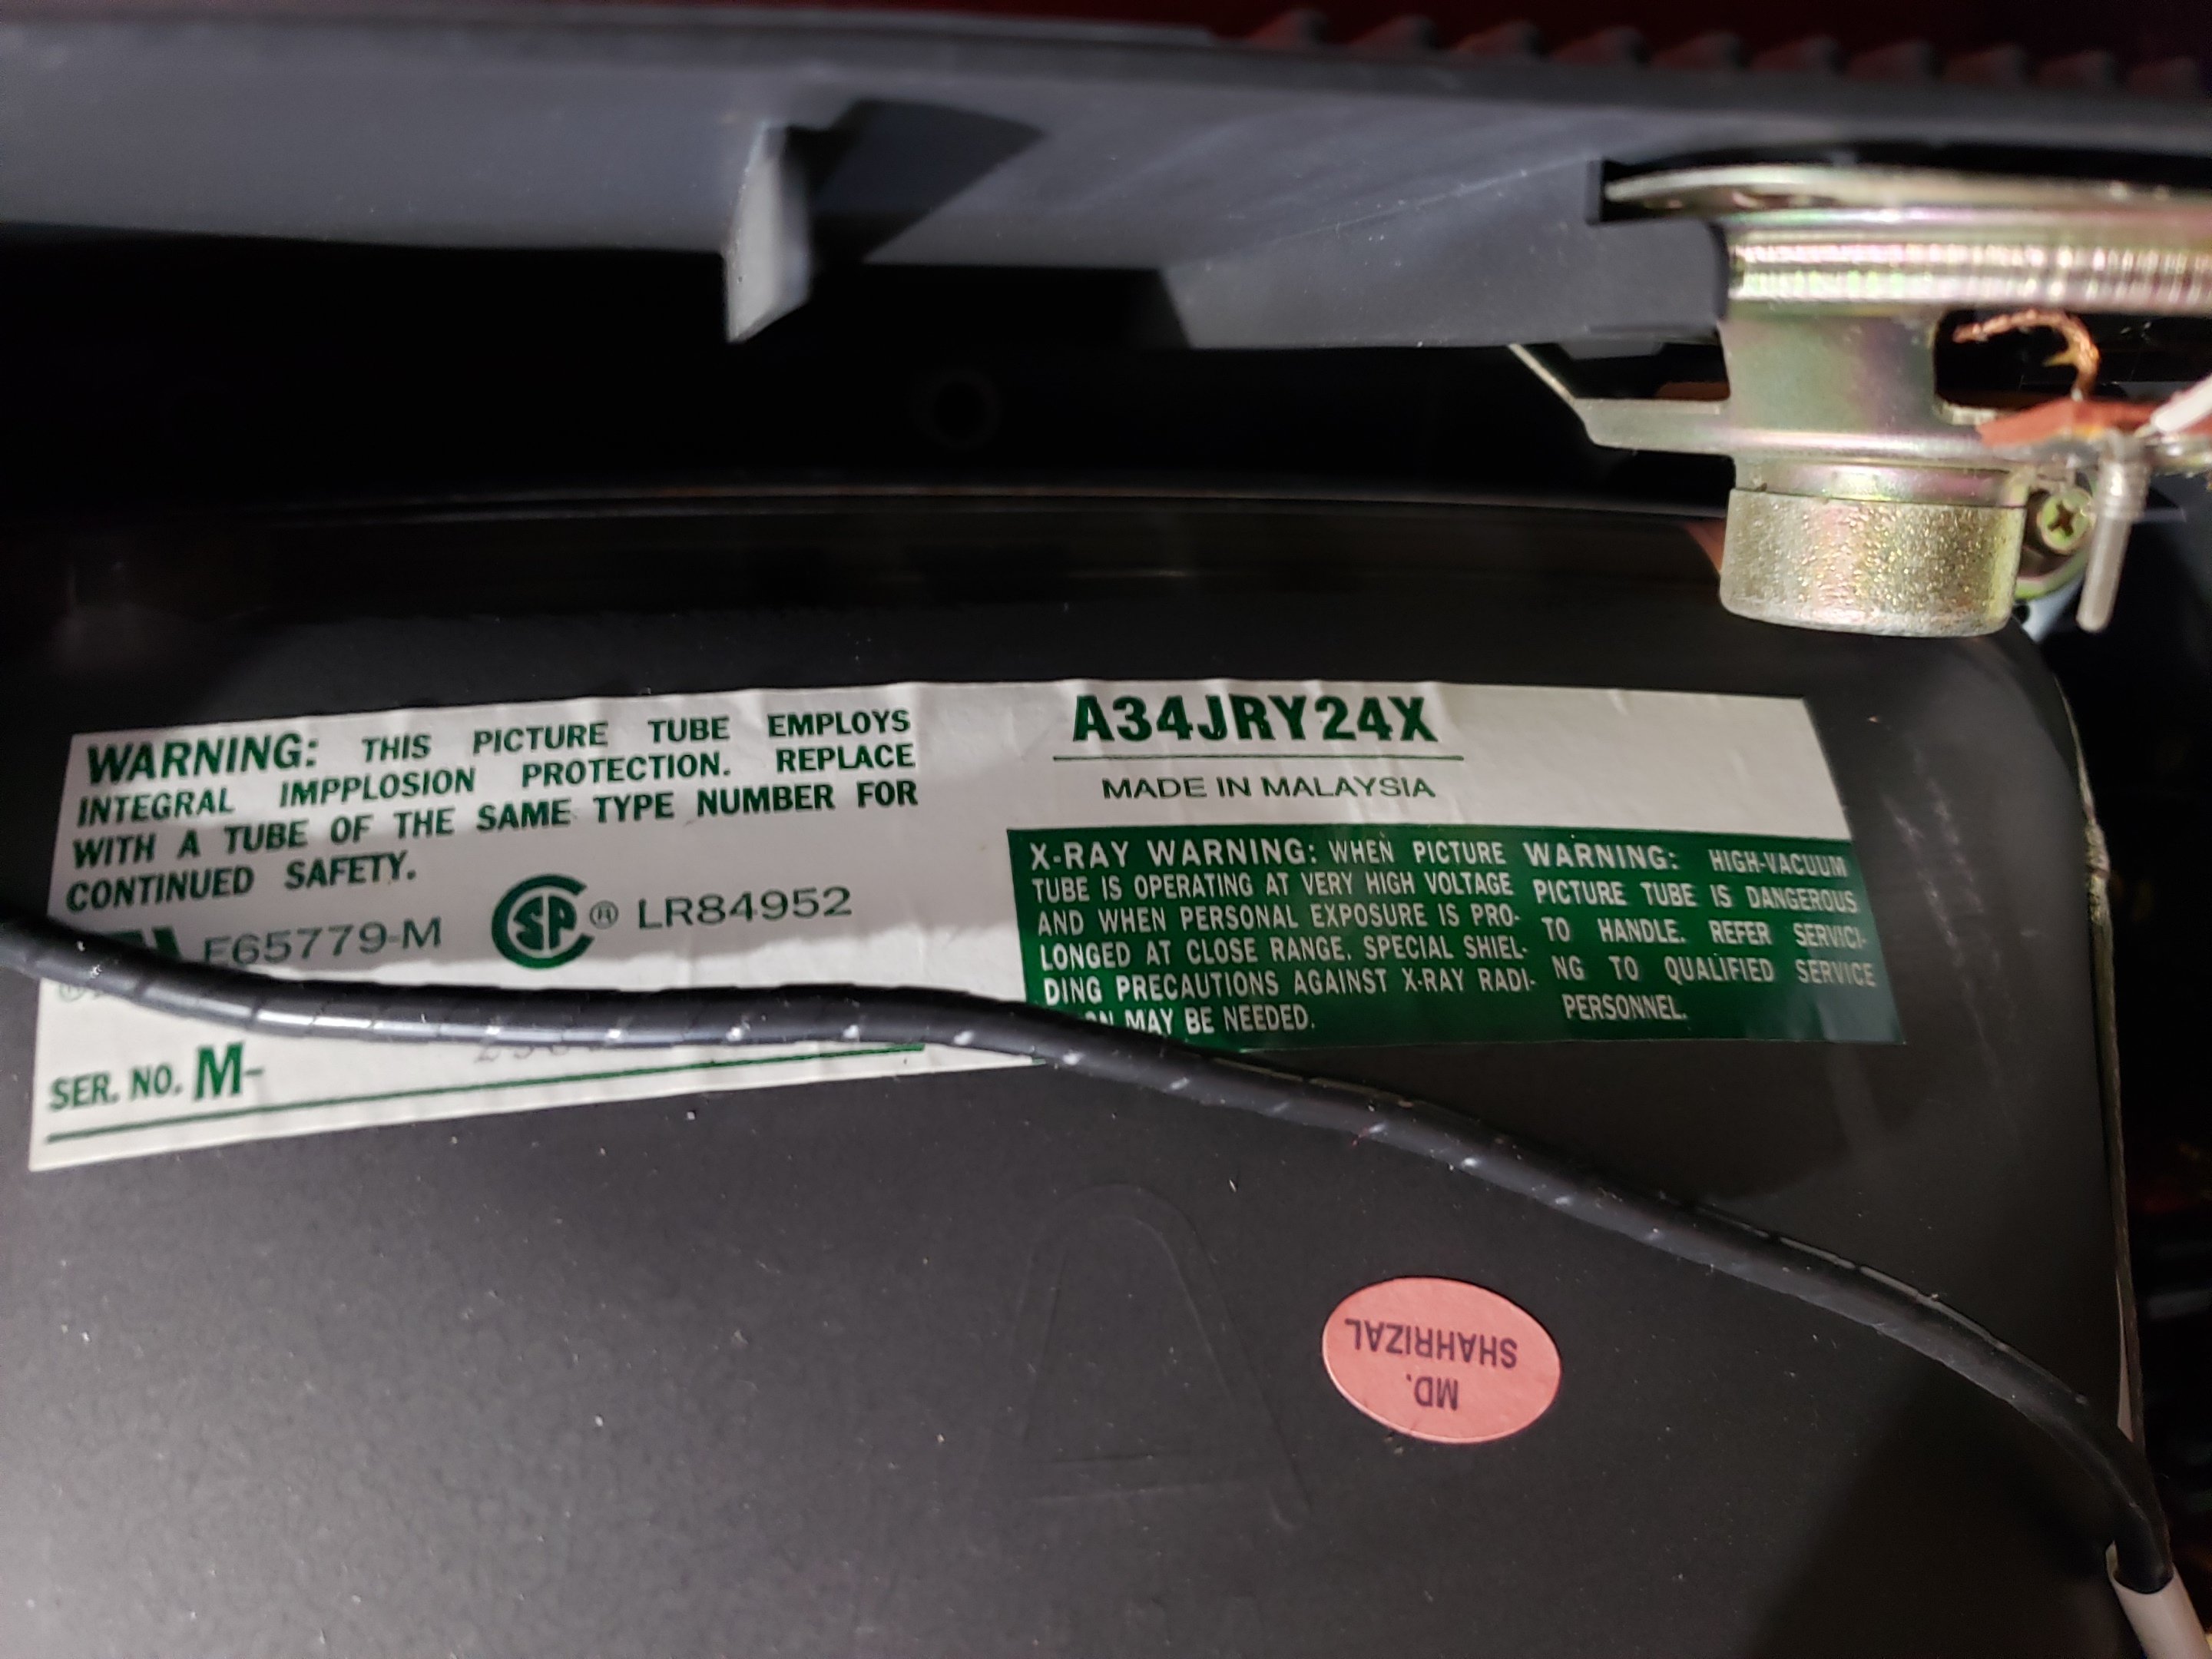 WARNING: THIS PICTURE TUBE EMPLOYS
INTEGRAL IMPPLOSION PROTECTION. REPLACE
WITH A TUBE OF THE SAME TYPE NUMBER FOR
CONTINUED SAFETY.
E65779-M SP ® LR84952
SER. NO. M-
A34JRY24X
MADE IN MALAYSIA
X-RAY WARNING: WHEN PICTURE
TUBE IS OPERATING AT VERY HIGH VOLTAGE
AND WHEN PERSONAL EXPOSURE IS PRO-
LONGED AT CLOSE RANGE. SPECIAL SHIEL-
DING PRECAUTIONS AGAINST X-RAY RADI-
MAY BE NEEDED.
WARNING: HIGH-VACUUM
PICTURE TUBE IS DANGEROUS
TO HANDLE. REFER SERVICI-
NG TO QUALIFIED SERVICE
PERSONNEL.
MD.
SHAHRIZAL